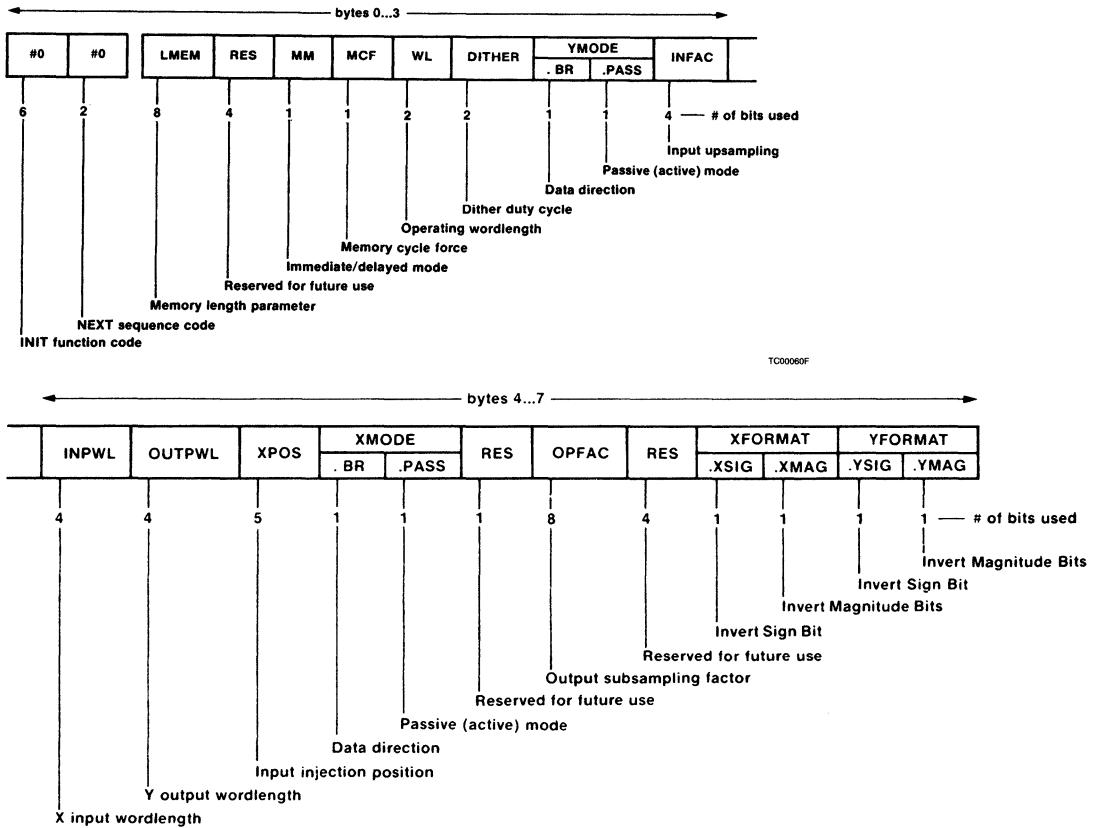 bytes 0...3
#0 #0 LMEM RES MM MCF WL DITHER YMODE INFAC
. BR .PASS
6 2 8 4 1 1 2 2 1 1 4 — # of bits used
Input upsampling
Passive (active) mode
Data direction
Dither duty cycle
Operating wordlength
Memory cycle force
Immediate/delayed mode
Reserved for future use
Memory length parameter
NEXT sequence code
INIT function code
TC00060F
bytes 4...7
INPWL OUTPWL XPOS XMODE RES OPFAC RES XFORMAT YFORMAT
. BR .PASS .XSIG .XMAG .YSIG .YMAG
4 4 5 1 1 1 8 4 1 1 1 1 — # of bits used
Invert Magnitude Bits
Invert Sign Bit
Invert Magnitude Bits
Invert Sign Bit
Reserved for future use
Output subsampling factor
Reserved for future use
Passive (active) mode
Data direction
Input injection position
Y output wordlength
X input wordlength